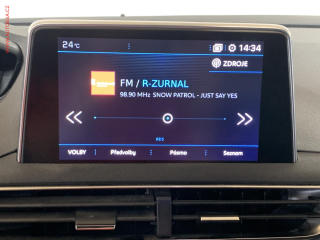 24°C
14:34
ZDROJE
FM / R-ZURNAL
98.90 MHz SNOW PATROL - JUST SAY YES
RDS
VOLBY Předvolby Pásmo Seznam